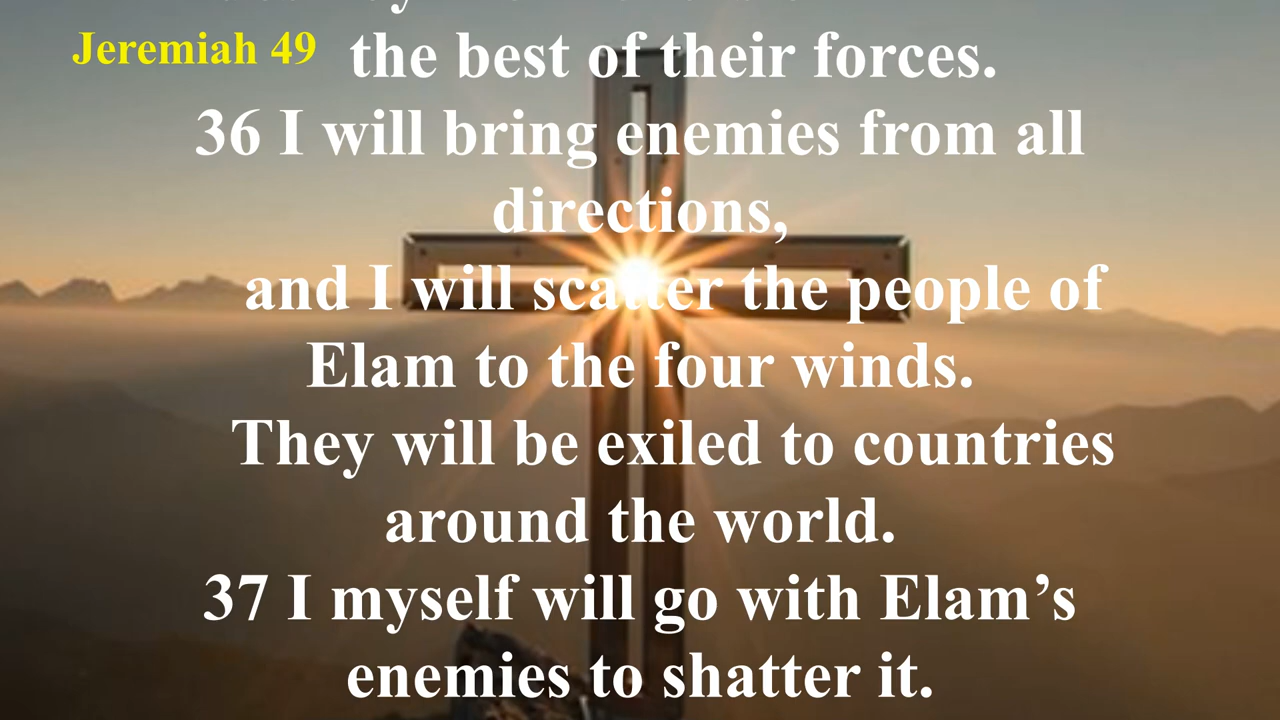 Jeremiah 49
the best of their forces.
36 I will bring enemies from all
directions,
and I will scatter the people of
Elam to the four winds.
They will be exiled to countries
around the world.
37 I myself will go with Elam’s
enemies to shatter it.